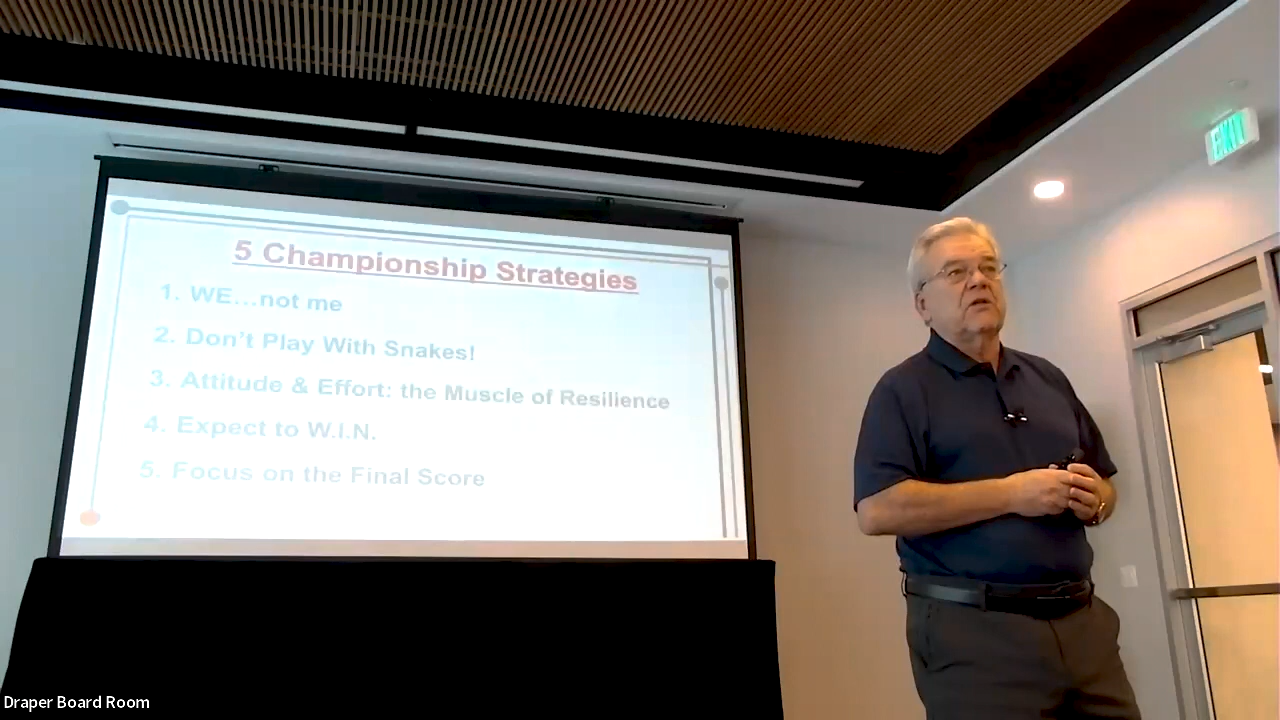 5 Championship Strategies
1. WE...not me
2. Don't Play With Snakes!
3. Attitude & Effort: the Muscle of Resilience
4. Expect to W.I.N.
5. Focus on the Final Score
EXIT
Draper Board Room